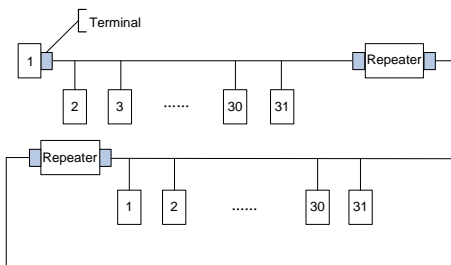 Terminal
1
Repeater
2 3 ...... 30 31
Repeater
1 2 ...... 30 31